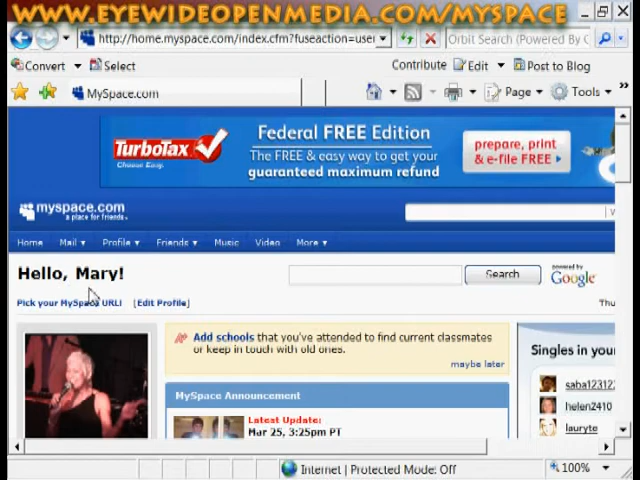 WWW.EYEWIDEOPENMEDIA.COM/MYSPACE
http://home.myspace.com/index.cfm?fuseaction=user
Orbit Search (Powered By G
Convert
Select
Contribute
Edit
Post to Blog
MySpace.com
Page
Tools
TurboTax
Choose Easy.
Federal FREE Edition
The FREE & easy way to get your
guaranteed maximum refund
prepare, print
& e-file FREE
myspace.com
a place for friends
Home Mail Profile Friends Music Video More
Hello, Mary!
Search
powered by
Google
Pick your MySpace URL! [Edit Profile]
Thu
Add schools that you've attended to find current classmates
or keep in touch with old ones.
maybe later
Singles in your
MySpace Announcement
saba123123
helen2410
lauryte
Latest Update:
Mar 25, 3:25pm PT
Internet | Protected Mode: Off
100%